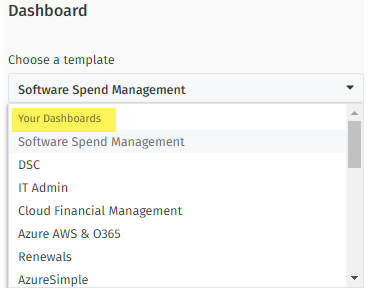 Dashboard
Choose a template
Software Spend Management
Your Dashboards
Software Spend Management
DSC
IT Admin
Cloud Financial Management
Azure AWS & O365
Renewals
AzureSimple